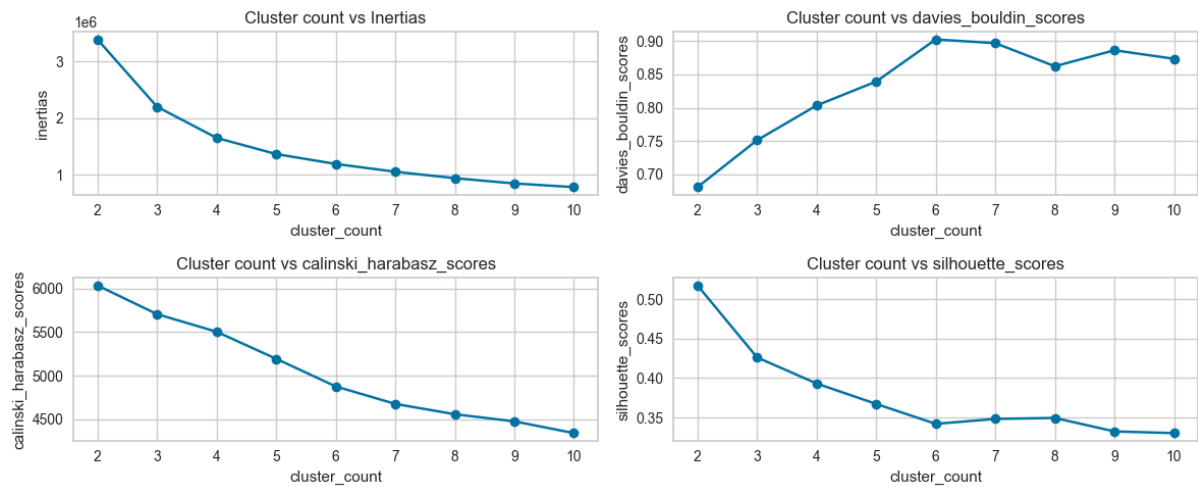 Cluster count vs Inertias
1e6
3
2
1
inertias
2 3 4 5 6 7 8 9 10
cluster_count
Cluster count vs davies_bouldin_scores
0.90
0.85
0.80
0.75
0.70
davies_bouldin_scores
2 3 4 5 6 7 8 9 10
cluster_count
Cluster count vs calinski_harabasz_scores
6000
5500
5000
4500
calinski_harabasz_scores
2 3 4 5 6 7 8 9 10
cluster_count
Cluster count vs silhouette_scores
0.50
0.45
0.40
0.35
silhouette_scores
2 3 4 5 6 7 8 9 10
cluster_count